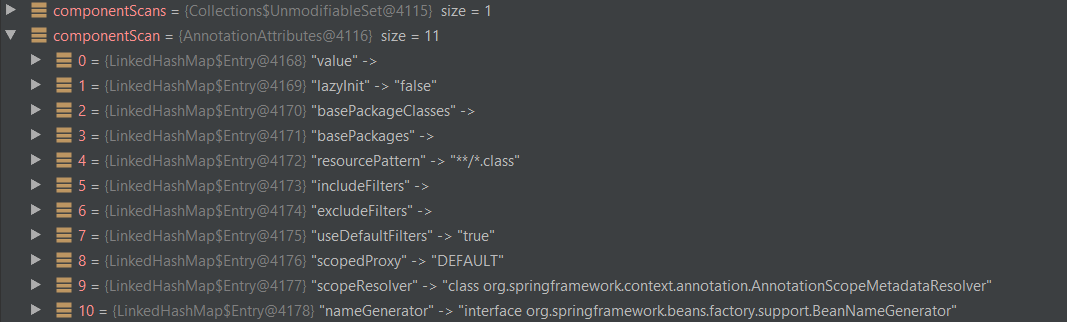 componentScans = {Collections$UnmodifiableSet@4115} size = 1
componentScan = {AnnotationAttributes@4116} size = 11
0 = {LinkedHashMap$Entry@4168} "value" ->
1 = {LinkedHashMap$Entry@4169} "lazyInit" -> "false"
2 = {LinkedHashMap$Entry@4170} "basePackageClasses" ->
3 = {LinkedHashMap$Entry@4171} "basePackages" ->
4 = {LinkedHashMap$Entry@4172} "resourcePattern" -> "**/*.class"
5 = {LinkedHashMap$Entry@4173} "includeFilters" ->
6 = {LinkedHashMap$Entry@4174} "excludeFilters" ->
7 = {LinkedHashMap$Entry@4175} "useDefaultFilters" -> "true"
8 = {LinkedHashMap$Entry@4176} "scopedProxy" -> "DEFAULT"
9 = {LinkedHashMap$Entry@4177} "scopeResolver" -> "class org.springframework.context.annotation.AnnotationScopeMetadataResolver"
10 = {LinkedHashMap$Entry@4178} "nameGenerator" -> "interface org.springframework.beans.factory.support.BeanNameGenerator"